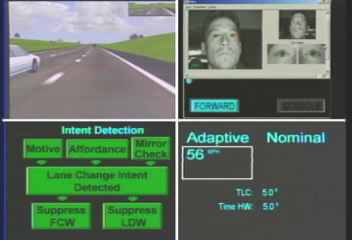 FORWARD
Intent Detection
Motive
Affordance
Mirror
Check
Lane Change Intent
Detected
Suppress
FCW
Suppress
LDW
Adaptive
Nominal
56 MPH
TLC: 5.0"
Time HW: 5.0"